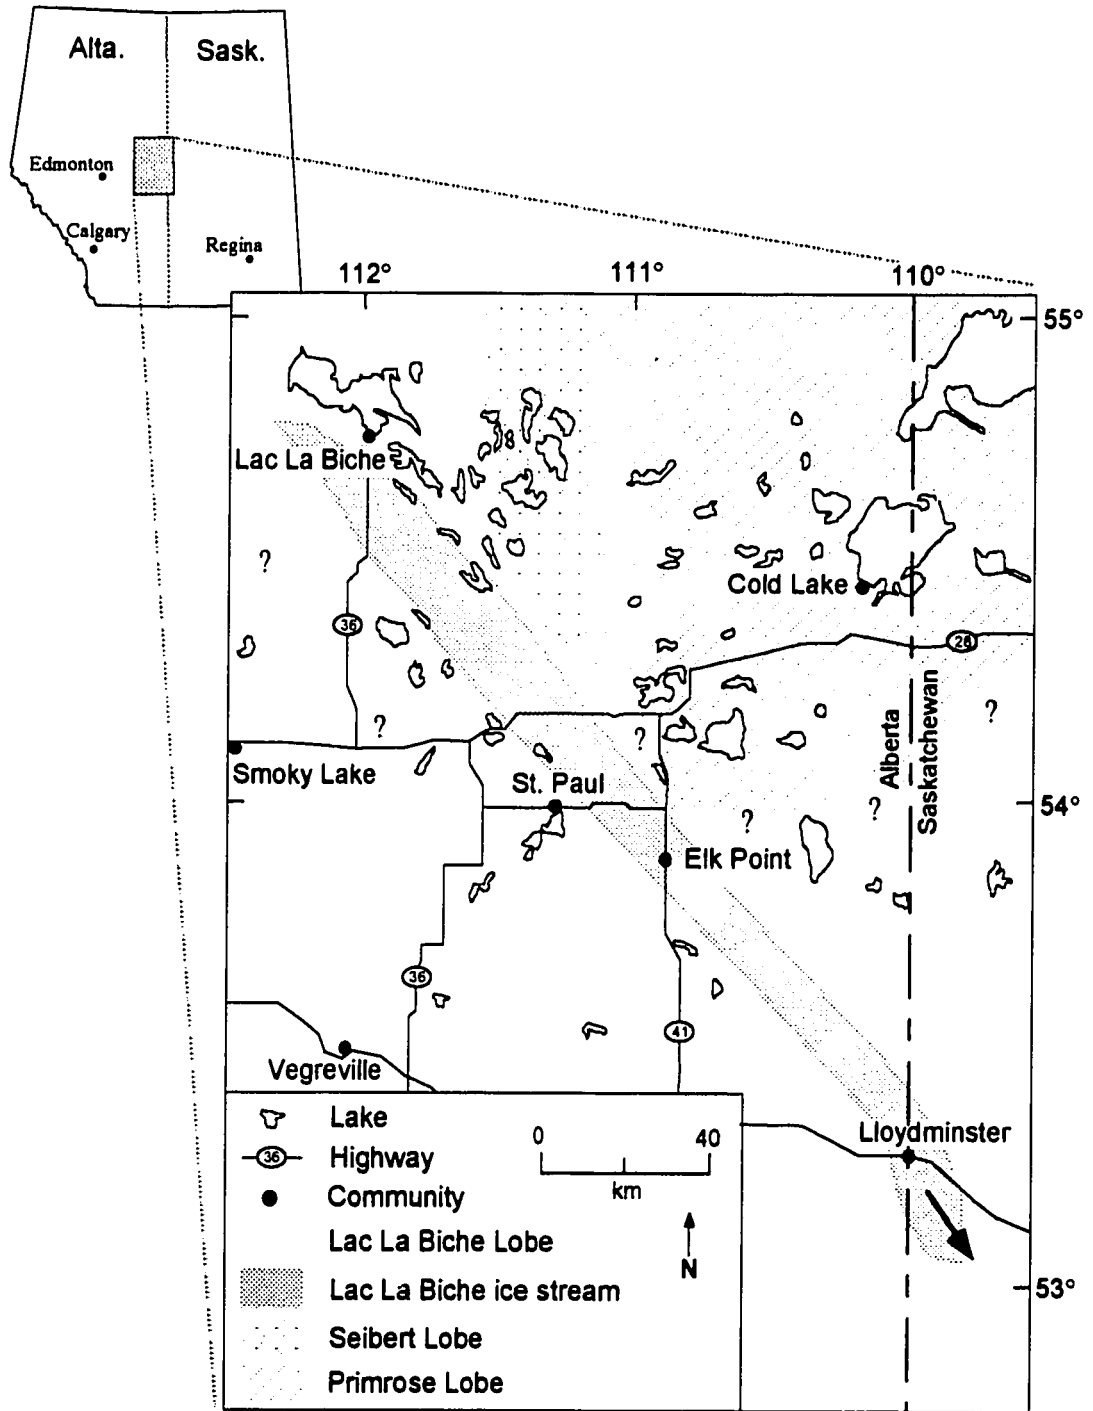 Alta.
Sask.
Edmonton
Calgary
Regina
112°
111°
110°
55°
Lac La Biche
?
Cold Lake
36
28
?
?
?
Alberta
Saskatchewan
Smoky Lake
St. Paul
54°
?
?
Elk Point
36
41
Vegreville
Lloydminster
53°
Lake
36
Highway
Community
Lac La Biche Lobe
Lac La Biche ice stream
Seibert Lobe
Primrose Lobe
0
40
km
N